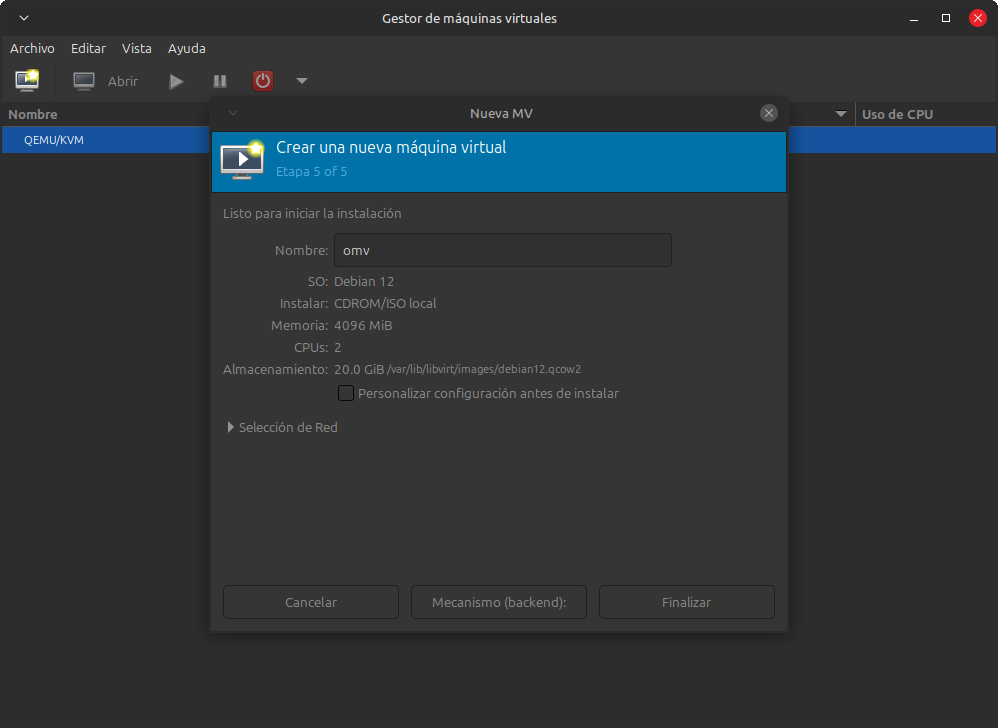 Gestor de máquinas virtuales
Archivo Editar Vista Ayuda
Abrir
Nombre Uso de CPU
QEMU/KVM
Nueva MV
Crear una nueva máquina virtual
Etapa 5 of 5
Listo para iniciar la instalación
Nombre: omv
SO: Debian 12
Instalar: CDROM/ISO local
Memoria: 4096 MiB
CPUs: 2
Almacenamiento: 20.0 GiB /var/lib/libvirt/images/debian12.qcow2
Personalizar configuración antes de instalar
Selección de Red
Cancelar Mecanismo (backend): Finalizar